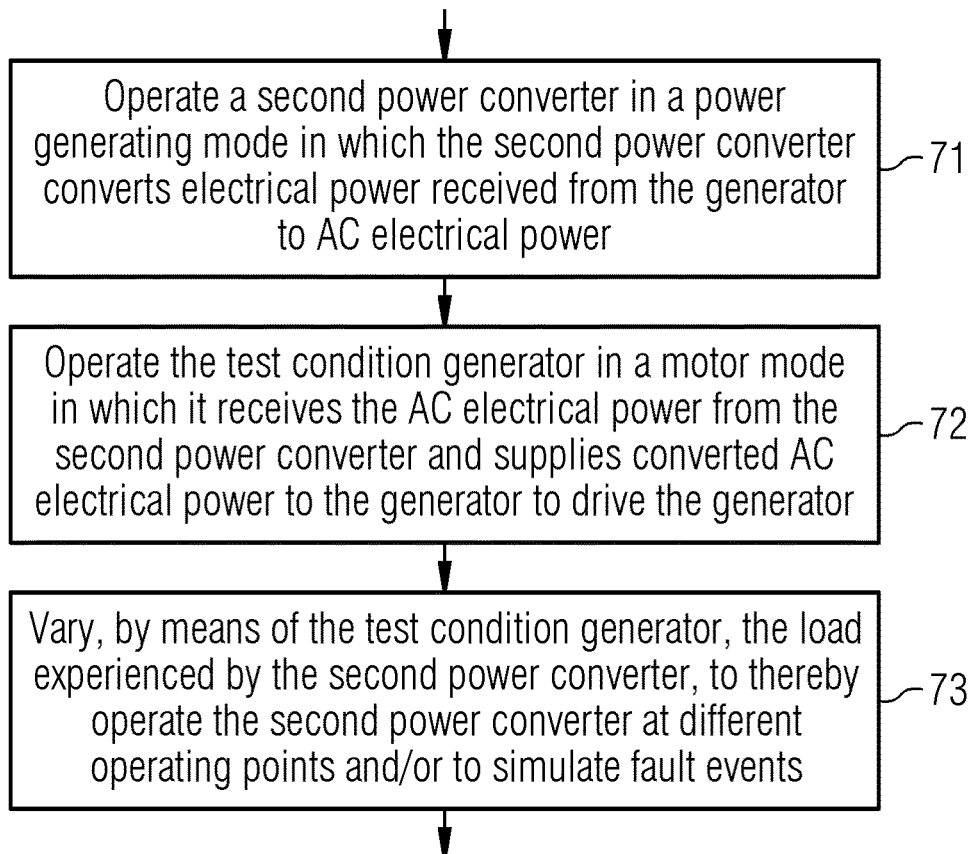 Operate a second power converter in a power
generating mode in which the second power converter
converts electrical power received from the generator
to AC electrical power
71
Operate the test condition generator in a motor mode
in which it receives the AC electrical power from the
second power converter and supplies converted AC
electrical power to the generator to drive the generator
72
Vary, by means of the test condition generator, the load
experienced by the second power converter, to thereby
operate the second power converter at different
operating points and/or to simulate fault events
73